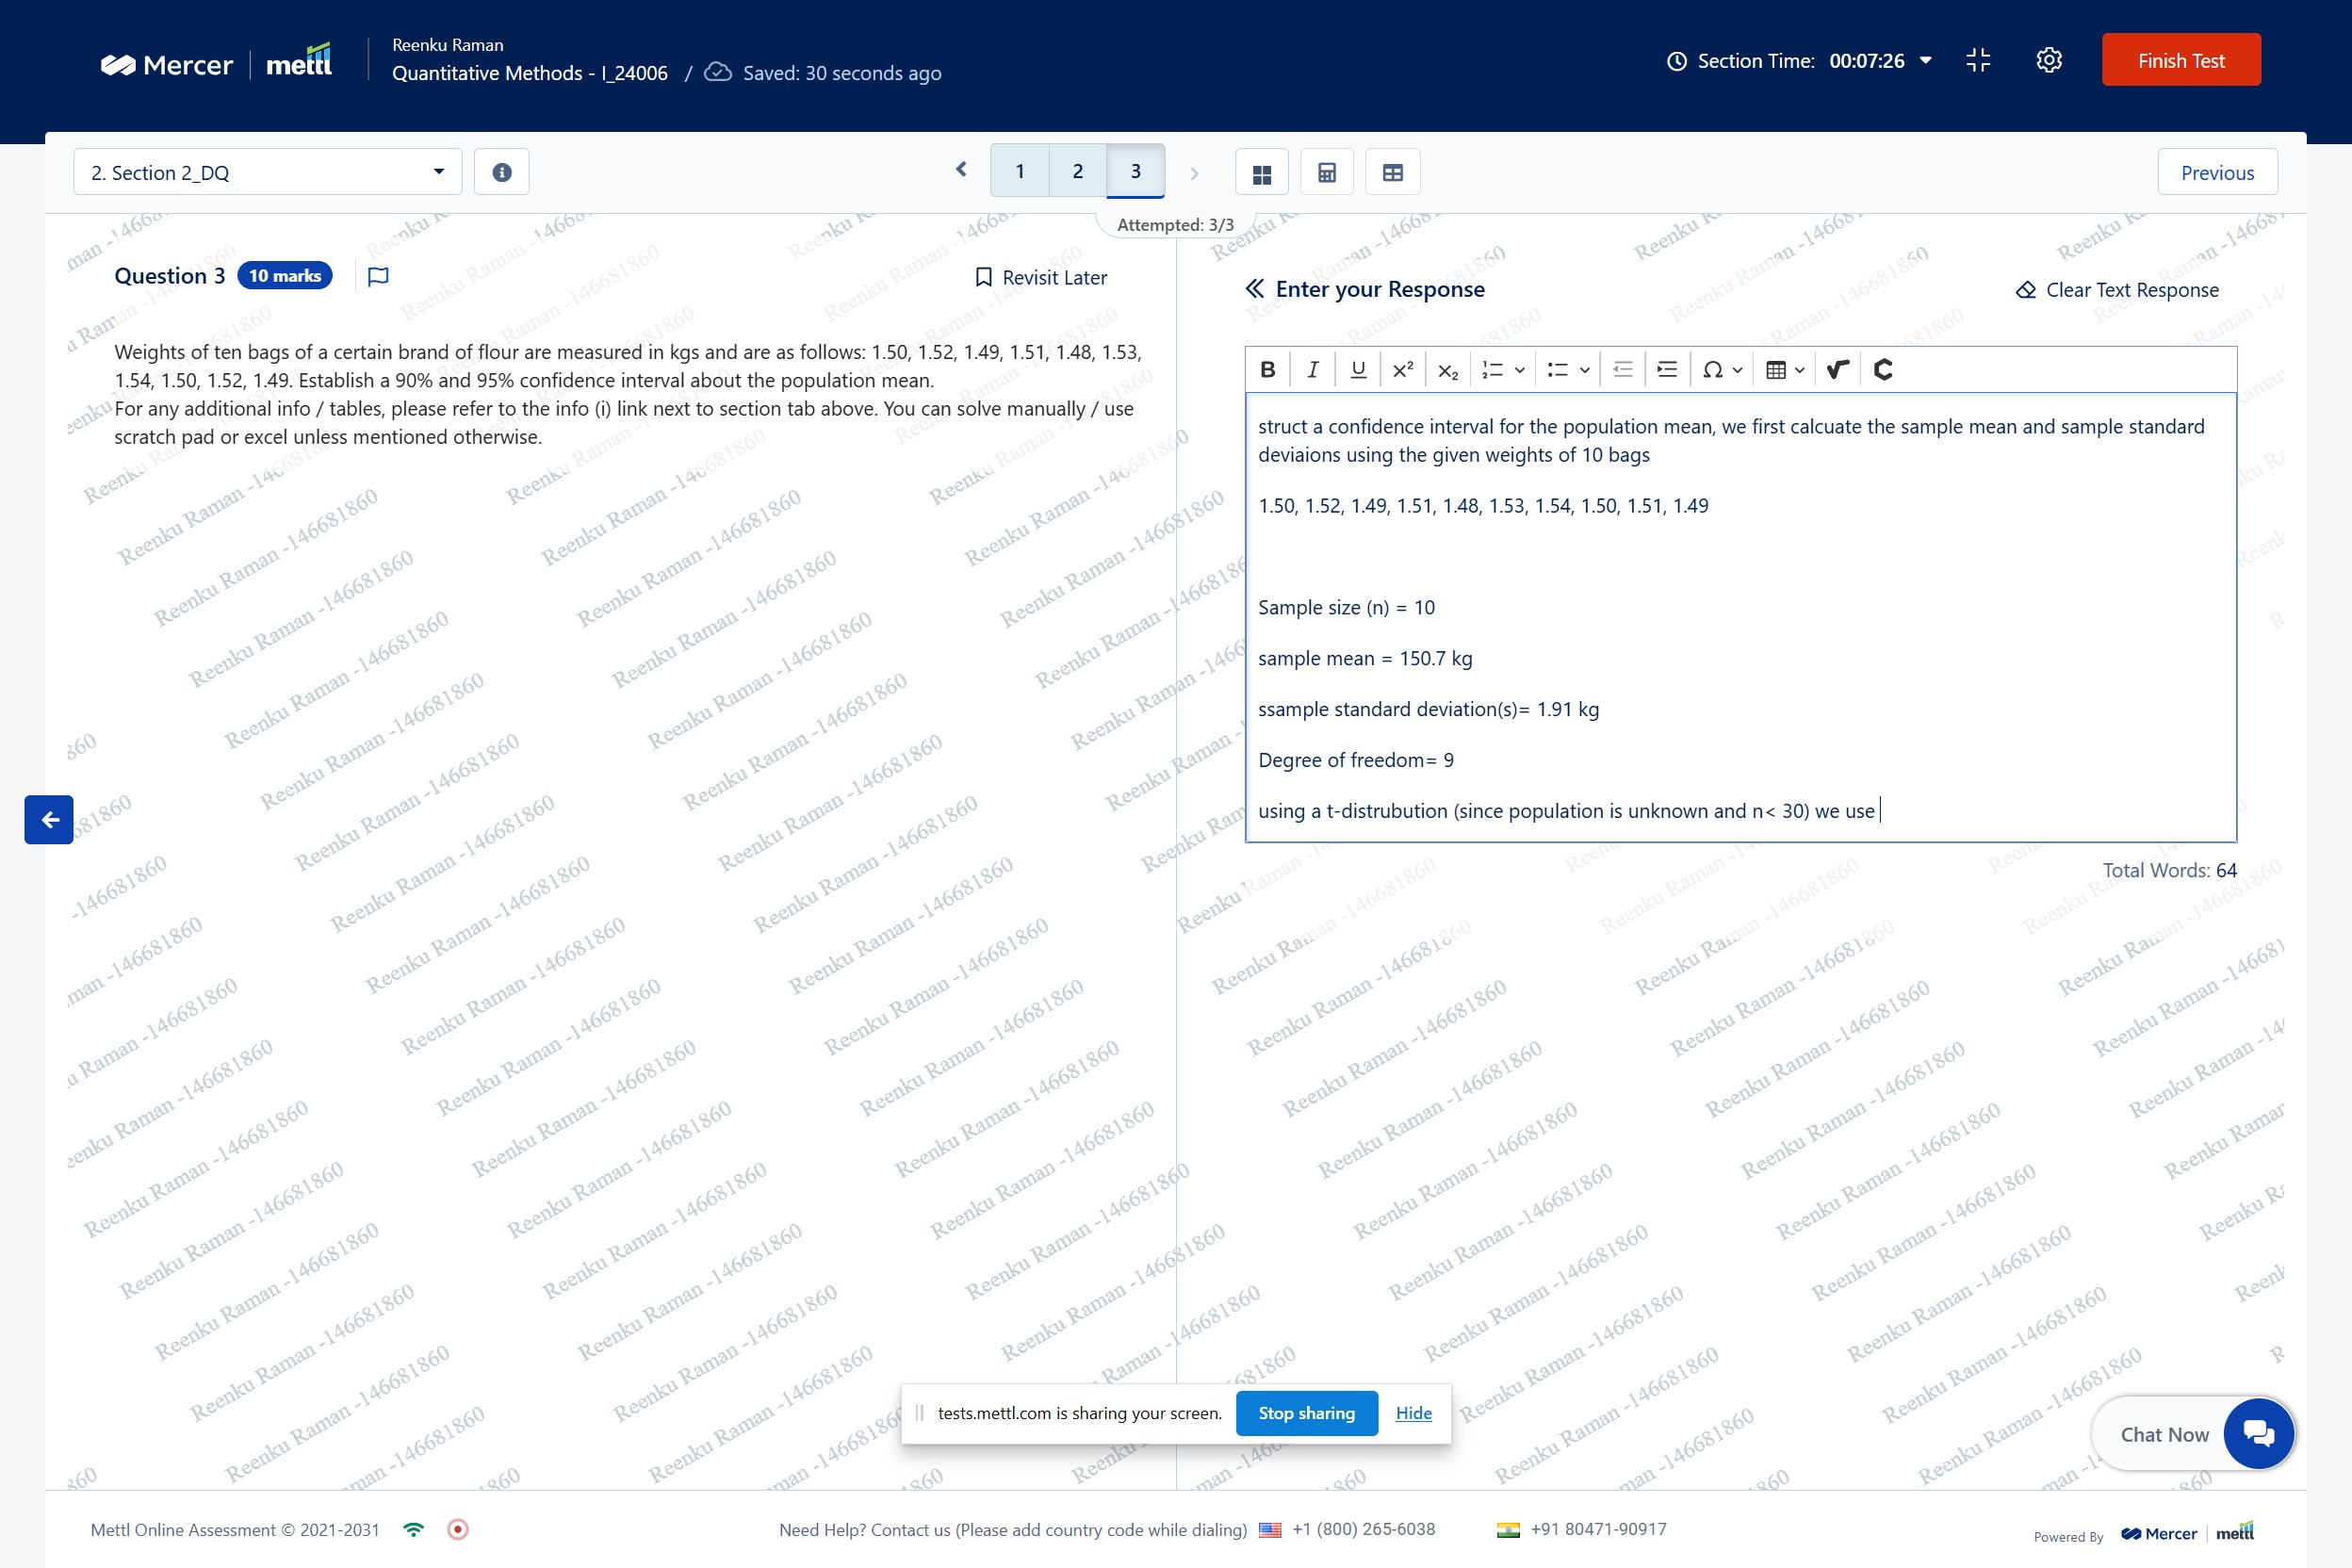 Mercer | mettl
Reenku Raman
Quantitative Methods - I_24006 / Saved: 30 seconds ago
Section Time: 00:07:26
Finish Test
2. Section 2_DQ
1 2 3
Previous
Attempted: 3/3
Question 3 10 marks
Revisit Later
Weights of ten bags of a certain brand of flour are measured in kgs and are as follows: 1.50, 1.52, 1.49, 1.51, 1.48, 1.53,
1.54, 1.50, 1.52, 1.49. Establish a 90% and 95% confidence interval about the population mean.
For any additional info / tables, please refer to the info (i) link next to section tab above. You can solve manually / use
scratch pad or excel unless mentioned otherwise.
Enter your Response
Clear Text Response
struct a confidence interval for the population mean, we first calcuate the sample mean and sample standard
deviaions using the given weights of 10 bags
1.50, 1.52, 1.49, 1.51, 1.48, 1.53, 1.54, 1.50, 1.51, 1.49
Sample size (n) = 10
sample mean = 150.7 kg
ssample standard deviation(s)= 1.91 kg
Degree of freedom= 9
using a t-distrubution (since population is unknown and n< 30) we use
Total Words: 64
Reenku Raman -146681860
tests.mettl.com is sharing your screen.
Stop sharing
Hide
Chat Now
Mettl Online Assessment © 2021-2031
Need Help? Contact us (Please add country code while dialing) +1 (800) 265-6038 +91 80471-90917
Powered By Mercer | mettl